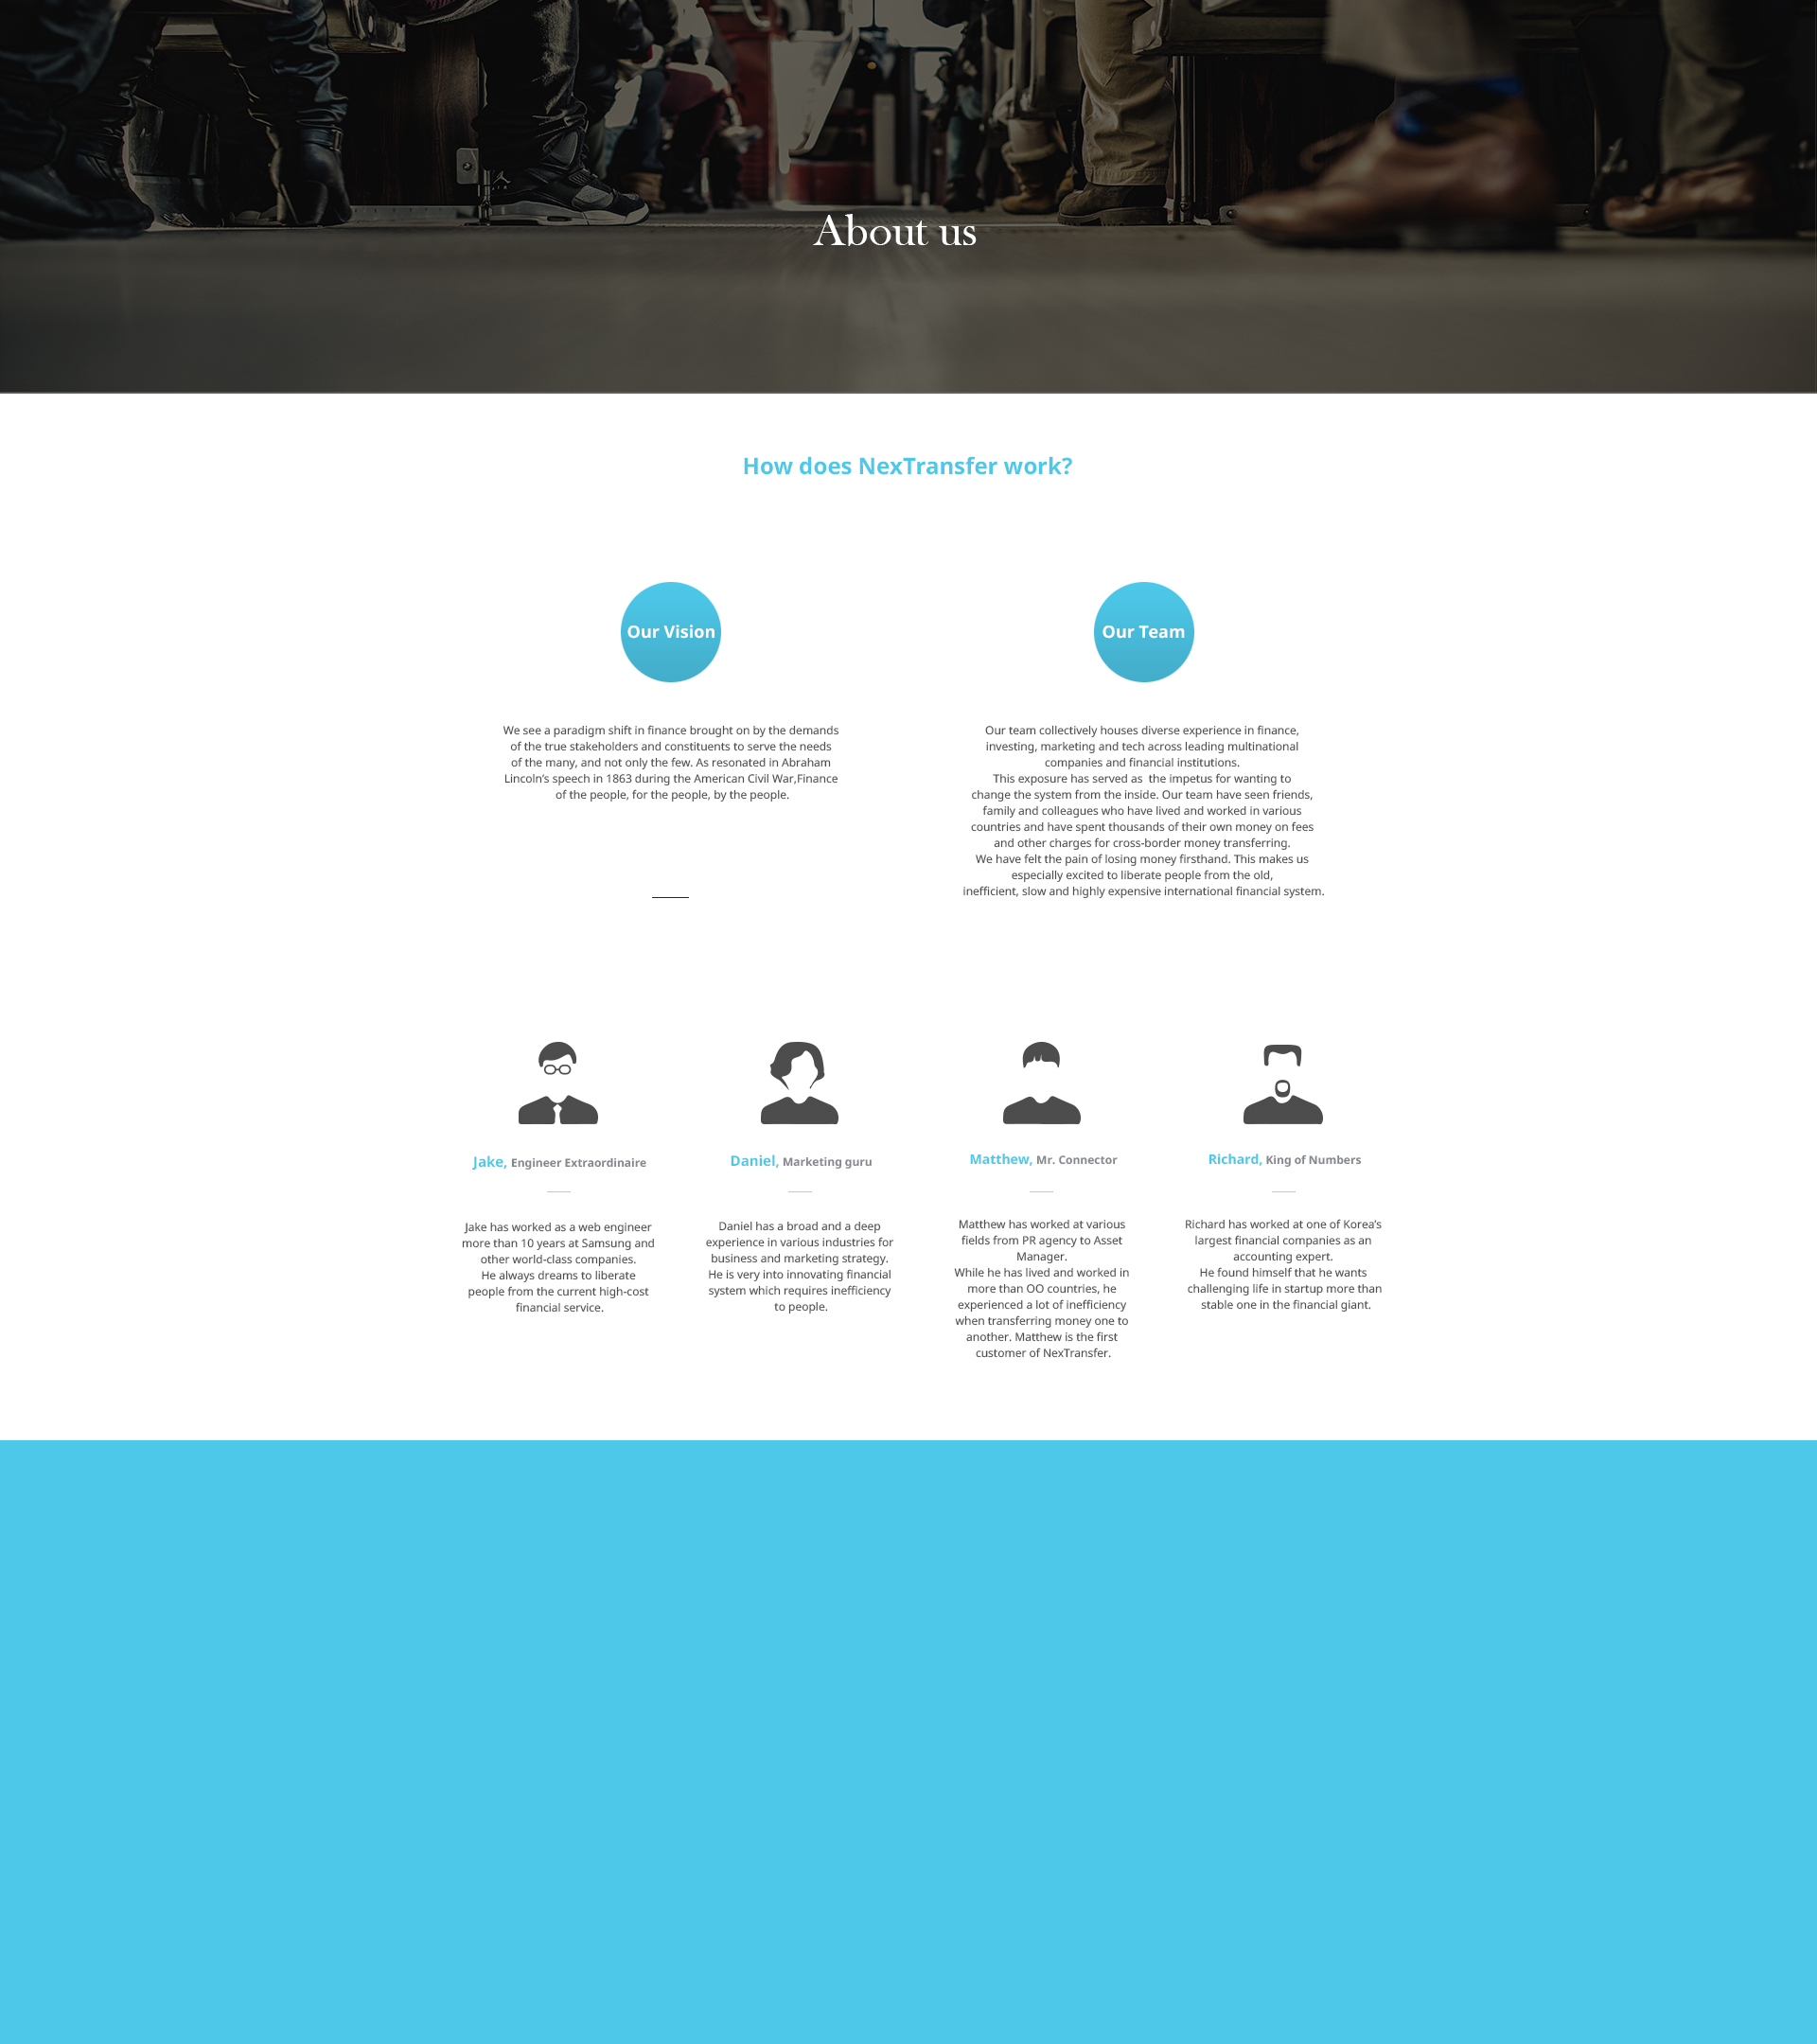 About us
How does NexTransfer work?
Our Vision
We see a paradigm shift in finance brought on by the demands
of the true stakeholders and constituents to serve the needs
of the many, and not only the few. As resonated in Abraham
Lincoln’s speech in 1863 during the American Civil War,Finance
of the people, for the people, by the people.
Our Team
Our team collectively houses diverse experience in finance,
investing, marketing and tech across leading multinational
companies and financial institutions.
This exposure has served as  the impetus for wanting to
change the system from the inside. Our team have seen friends,
family and colleagues who have lived and worked in various
countries and have spent thousands of their own money on fees
and other charges for cross-border money transferring.
We have felt the pain of losing money firsthand. This makes us
especially excited to liberate people from the old,
inefficient, slow and highly expensive international financial system.
Jake, Engineer Extraordinaire
Jake has worked as a web engineer
more than 10 years at Samsung and
other world-class companies.
He always dreams to liberate
people from the current high-cost
financial service.
Daniel, Marketing guru
Daniel has a broad and a deep
experience in various industries for
business and marketing strategy.
He is very into innovating financial
system which requires inefficiency
to people.
Matthew, Mr. Connector
Matthew has worked at various
fields from PR agency to Asset
Manager.
While he has lived and worked in
more than OO countries, he
experienced a lot of inefficiency
when transferring money one to
another. Matthew is the first
customer of NexTransfer.
Richard, King of Numbers
Richard has worked at one of Korea’s
largest financial companies as an
accounting expert.
He found himself that he wants
challenging life in startup more than
stable one in the financial giant.